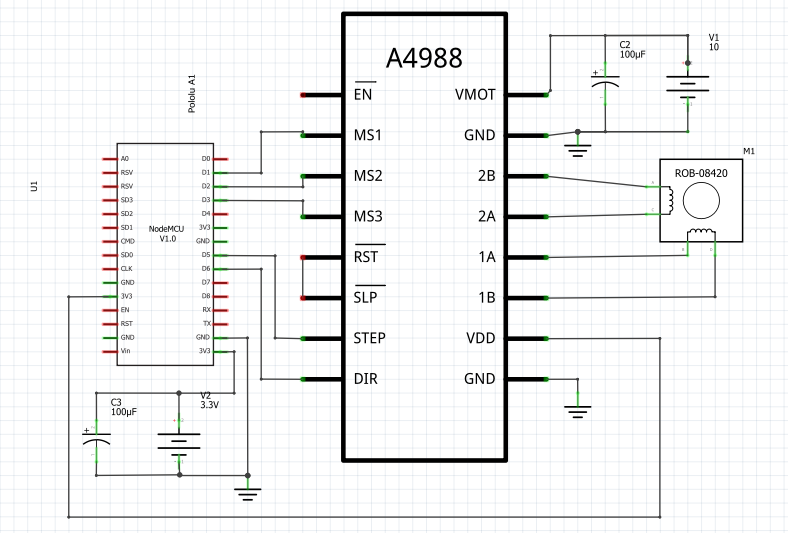 A4988
EN
MS1
MS2
MS3
RST
SLP
STEP
DIR
VMOT
GND
2B
2A
1A
1B
VDD
GND
C2
100µF
V1
10
M1
ROB-08420
Pololu A1
U1
NodeMCU
V1.0
A0
RSV
RSV
SD3
SD2
SD1
CMD
SD0
CLK
GND
3V3
EN
RST
GND
Vin
D0
D1
D2
D3
D4
3V3
GND
D5
D6
D7
D8
RX
TX
GND
3V3
C3
100µF
V2
3.3V